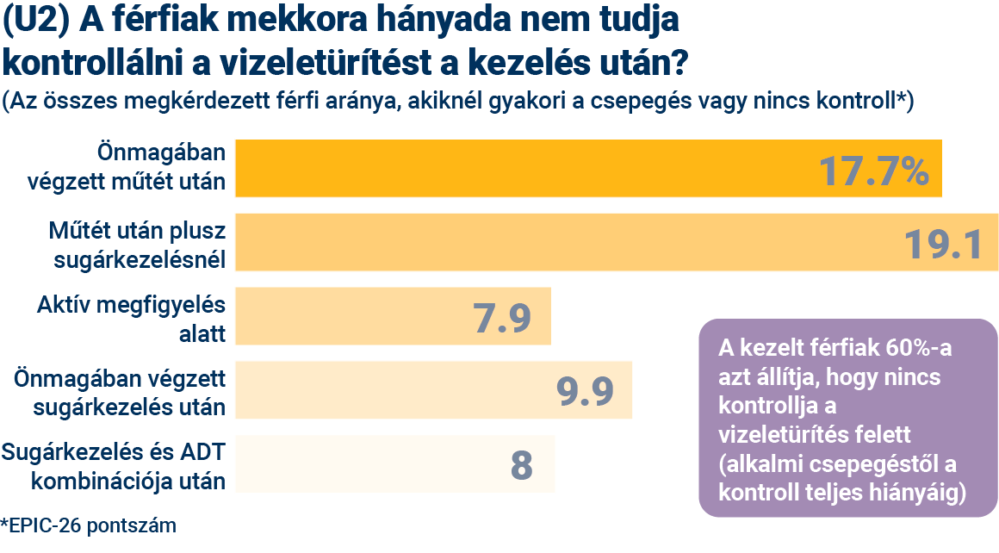 (U2) A férfiak mekkora hányada nem tudja
kontrollálni a vizeletürítést a kezelés után?
(Az összes megkérdezett férfi aránya, akiknél gyakori a csepegés vagy nincs kontroll*)
Önmagában
végzett műtét után
17.7%
Műtét után plusz
sugárkezelésnél
19.1
Aktív megfigyelés
alatt
7.9
Önmagában végzett
sugárkezelés után
9.9
Sugárkezelés és ADT
kombinációja után
8
A kezelt férfiak 60%-a
azt állítja, hogy nincs
kontrollja a
vizeletürítés felett
(alkalmi csepegéstől a
kontroll teljes hiányáig)
*EPIC-26 pontszám